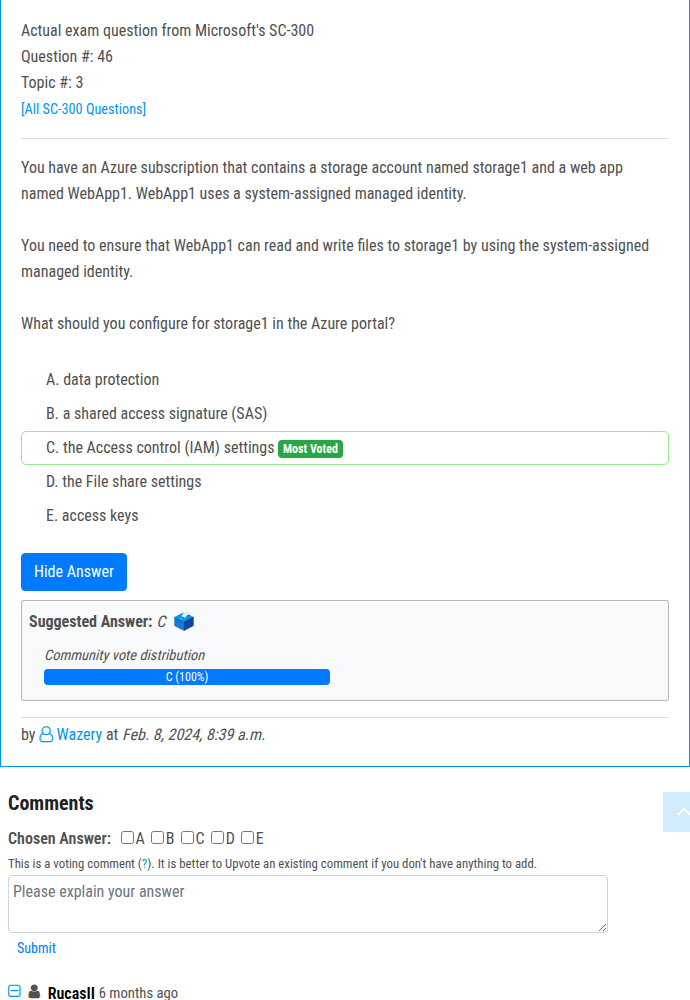 Actual exam question from Microsoft's SC-300
Question #: 46
Topic #: 3
[All SC-300 Questions]
You have an Azure subscription that contains a storage account named storage1 and a web app
named WebApp1. WebApp1 uses a system-assigned managed identity.
You need to ensure that WebApp1 can read and write files to storage1 by using the system-assigned
managed identity.
What should you configure for storage1 in the Azure portal?
A. data protection
B. a shared access signature (SAS)
C. the Access control (IAM) settings Most Voted
D. the File share settings
E. access keys
Hide Answer
Suggested Answer: C
Community vote distribution
C (100%)
by Wazery at Feb. 8, 2024, 8:39 a.m.
Comments
Chosen Answer: A B C D E
This is a voting comment (?). It is better to Upvote an existing comment if you don't have anything to add.
Please explain your answer
Submit
Rucasll 6 months ago